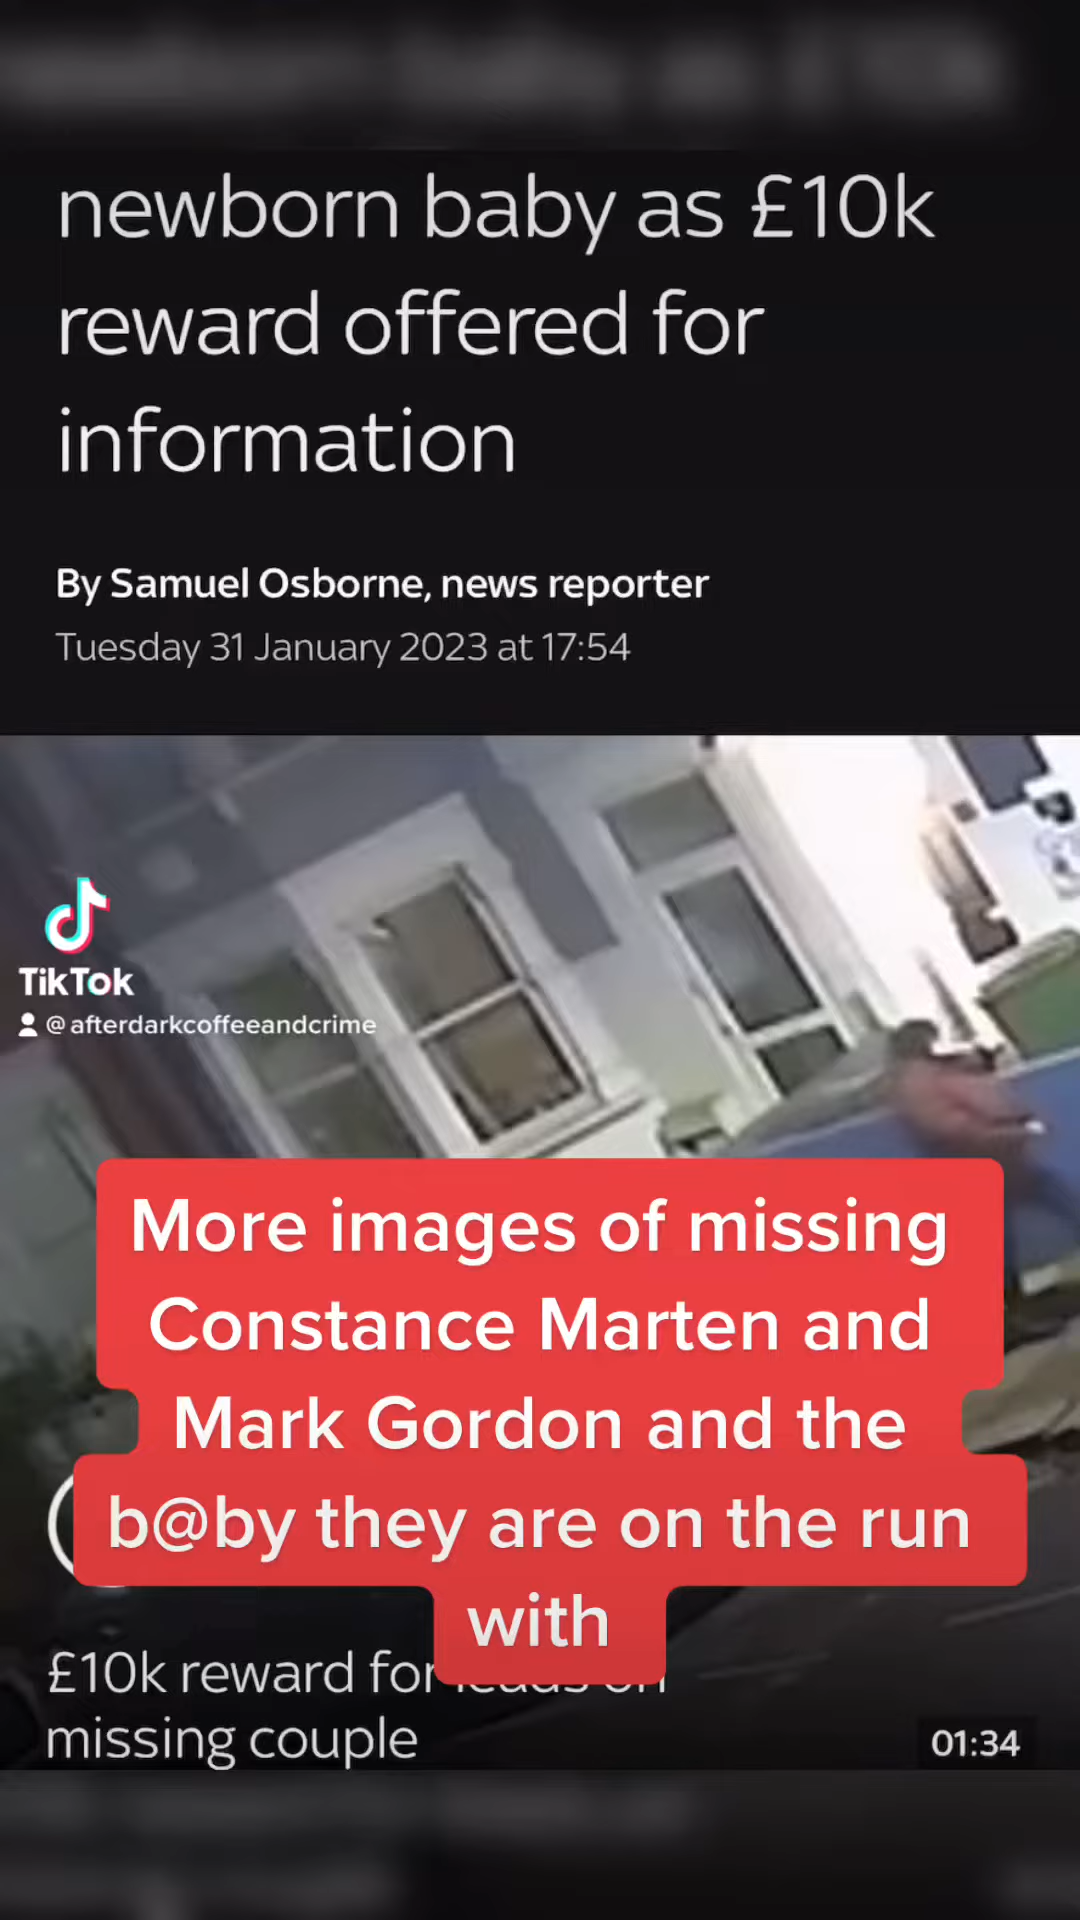 newborn baby as £10k
reward offered for
information
By Samuel Osborne, news reporter
Tuesday 31 January 2023 at 17:54
TikTok
@afterdarkcoffeeandcrime
More images of missing
Constance Marten and
Mark Gordon and the
b@by they are on the run
with
£10k reward for leads on
missing couple
01:34